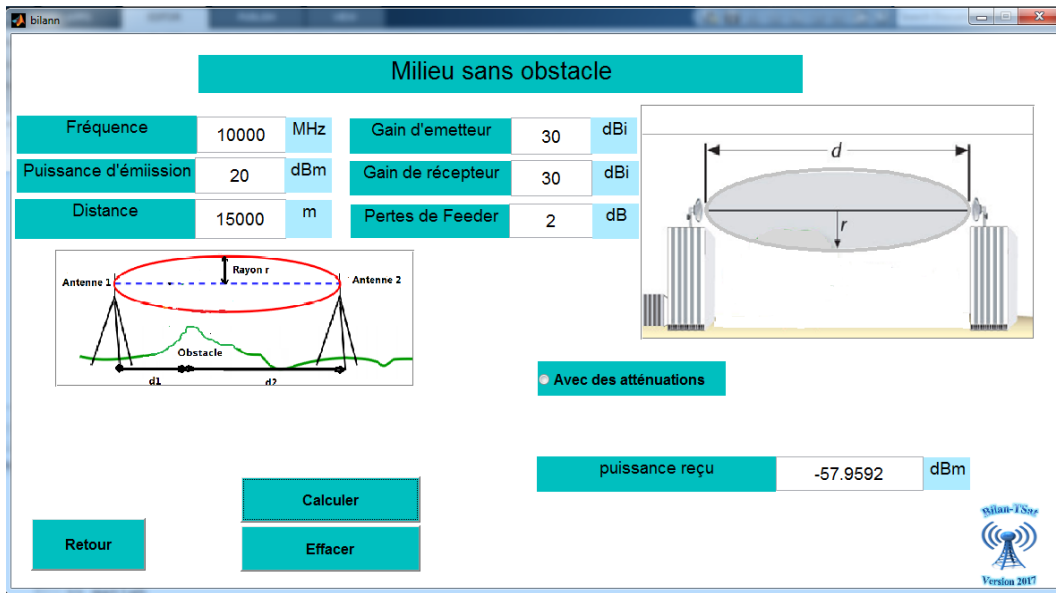 bilann
Milieu sans obstacle
Fréquence 10000 MHz
Gain d'emetteur 30 dBi
Puissance d'émiission 20 dBm
Gain de récepteur 30 dBi
Distance 15000 m
Pertes de Feeder 2 dB
d
r
Rayon r
Antenne 1
Antenne 2
Obstacle
d1
d2
Avec des atténuations
puissance reçu -57.9592 dBm
Calculer
Retour
Effacer
Bilan-TSat
Version 2017